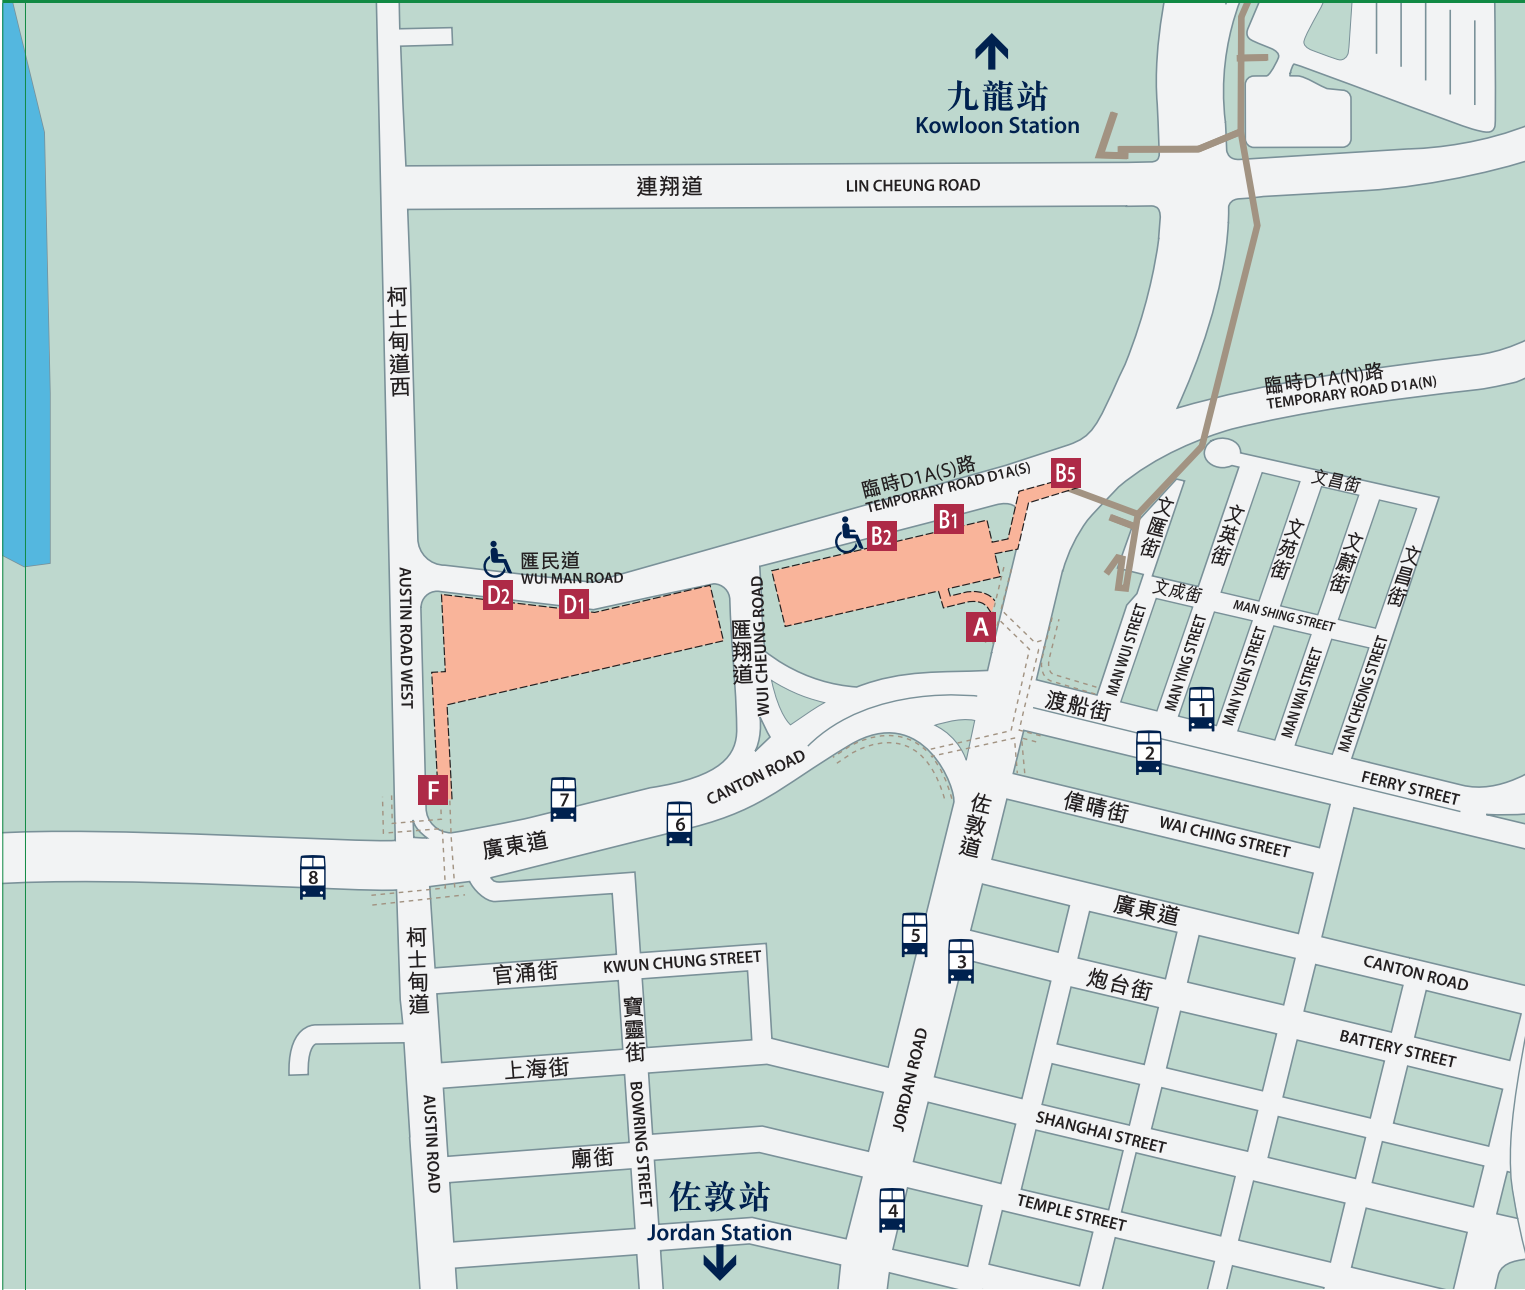 九龍站
Kowloon Station
連翔道
LIN CHEUNG ROAD
柯士甸道西
臨時D1A(N)路
TEMPORARY ROAD D1A(N)
臨時D1A(S)路
TEMPORARY ROAD D1A(S)
B5
文昌街
文匯街
文英街
文苑街
文蔚街
文昌街
B1
B2
匯民道
WUI MAN ROAD
D2
D1
AUSTIN ROAD WEST
匯翔道
WUI CHEUNG ROAD
A
文成街
MAN SHING STREET
MAN WUI STREET
MAN YING STREET
MAN YUEN STREET
MAN WAI STREET
MAN CHEONG STREET
渡船街
1
2
FERRY STREET
F
7
6
CANTON ROAD
廣東道
佐敦道
偉晴街
WAI CHING STREET
8
廣東道
CANTON ROAD
5
3
柯士甸道
官涌街
KWUN CHUNG STREET
炮台街
BATTERY STREET
寶靈街
上海街
JORDAN ROAD
AUSTIN ROAD
BOWRING STREET
SHANGHAI STREET
廟街
4
TEMPLE STREET
佐敦站
Jordan Station